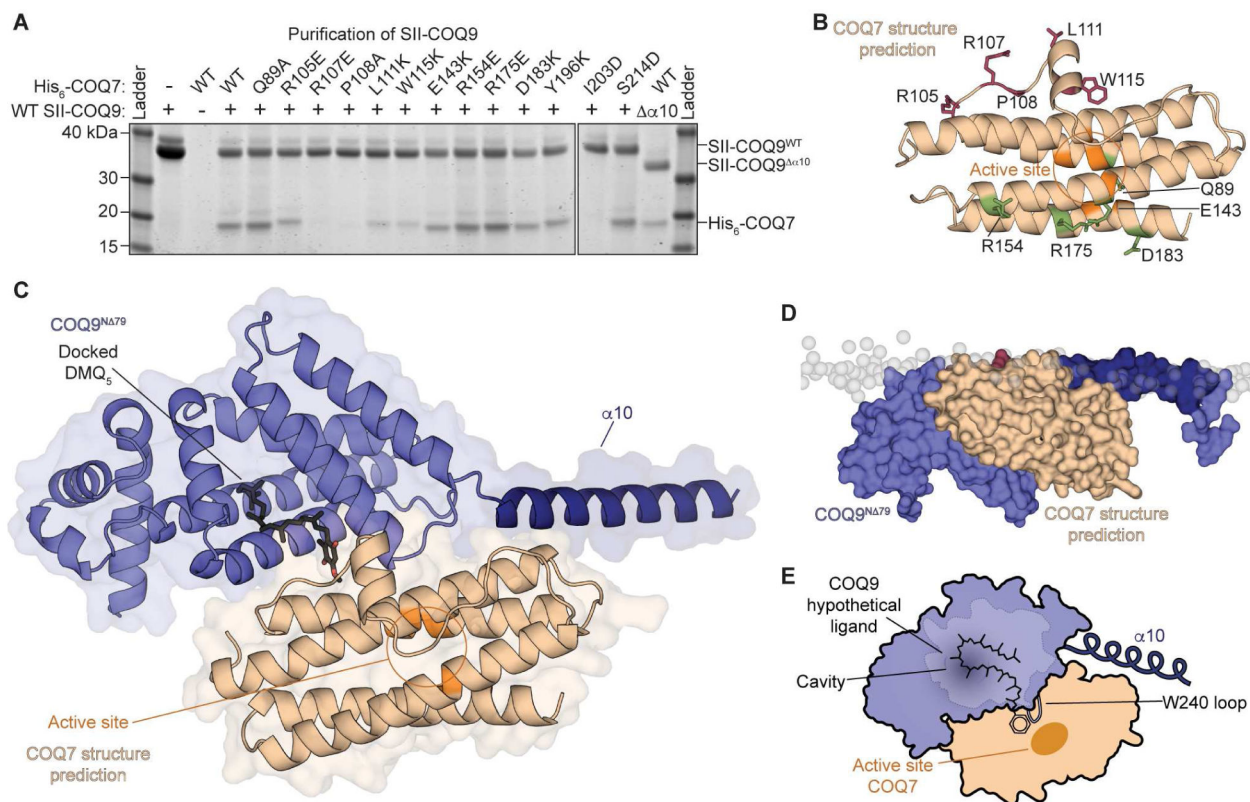 A
Purification of SII-COQ9
His6-COQ7: - WT WT Q89A R105E R107E P108A L111K W115K E143K R154E R175E D183K Y196K I203D S214D WT
WT SII-COQ9: + - + + + + + + + + + + + + + + Δα10
Ladder
Ladder
40 kDa
30
20
15
SII-COQ9WT
SII-COQ9Δα10
His6-COQ7
B
COQ7 structure
prediction
L111
R107
W115
R105
P108
Active site
Q89
E143
R154
R175
D183
C
COQ9NΔ79
Docked
DMQ5
α10
Active site
COQ7 structure
prediction
D
COQ9NΔ79
COQ7 structure
prediction
E
COQ9
hypothetical
ligand
α10
Cavity
W240 loop
Active site
COQ7